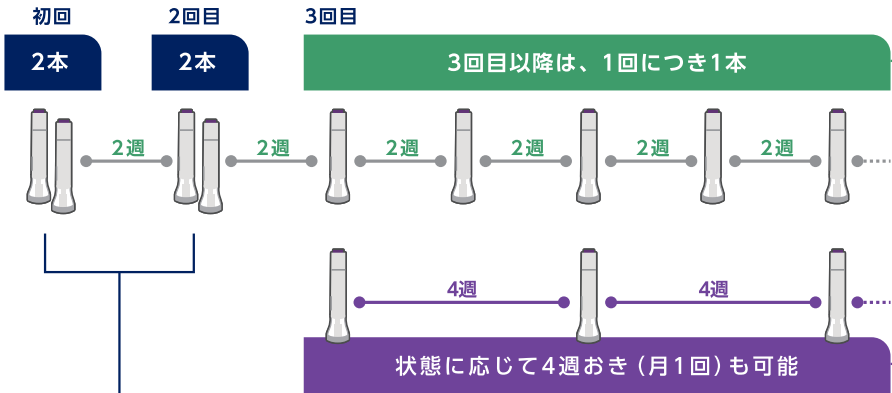 初回
2回目
3回目
2本
2本
3回目以降は、1回につき1本
2週
2週
2週
2週
2週
2週
4週
4週
状態に応じて4週おき（月1回）も可能